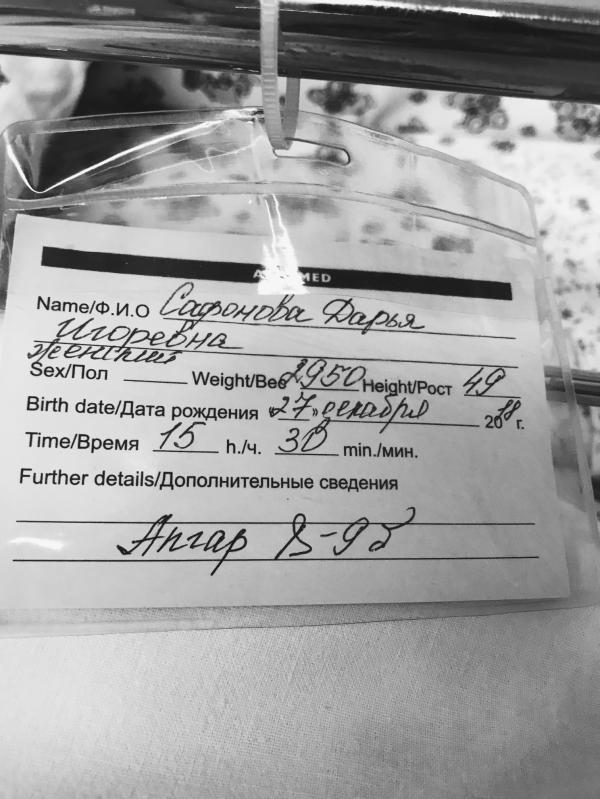 MED
Name/Ф.И.О Сафонова Дарья
Игоревна
женский
Sex/Пол Weight/Вес 2950 Height/Рост 49
Birth date/Дата рождения «27» декабря 2018 г.
Time/Время 15 h./ч. 30 min./мин.
Further details/Дополнительные сведения
Апгар 8-9 б